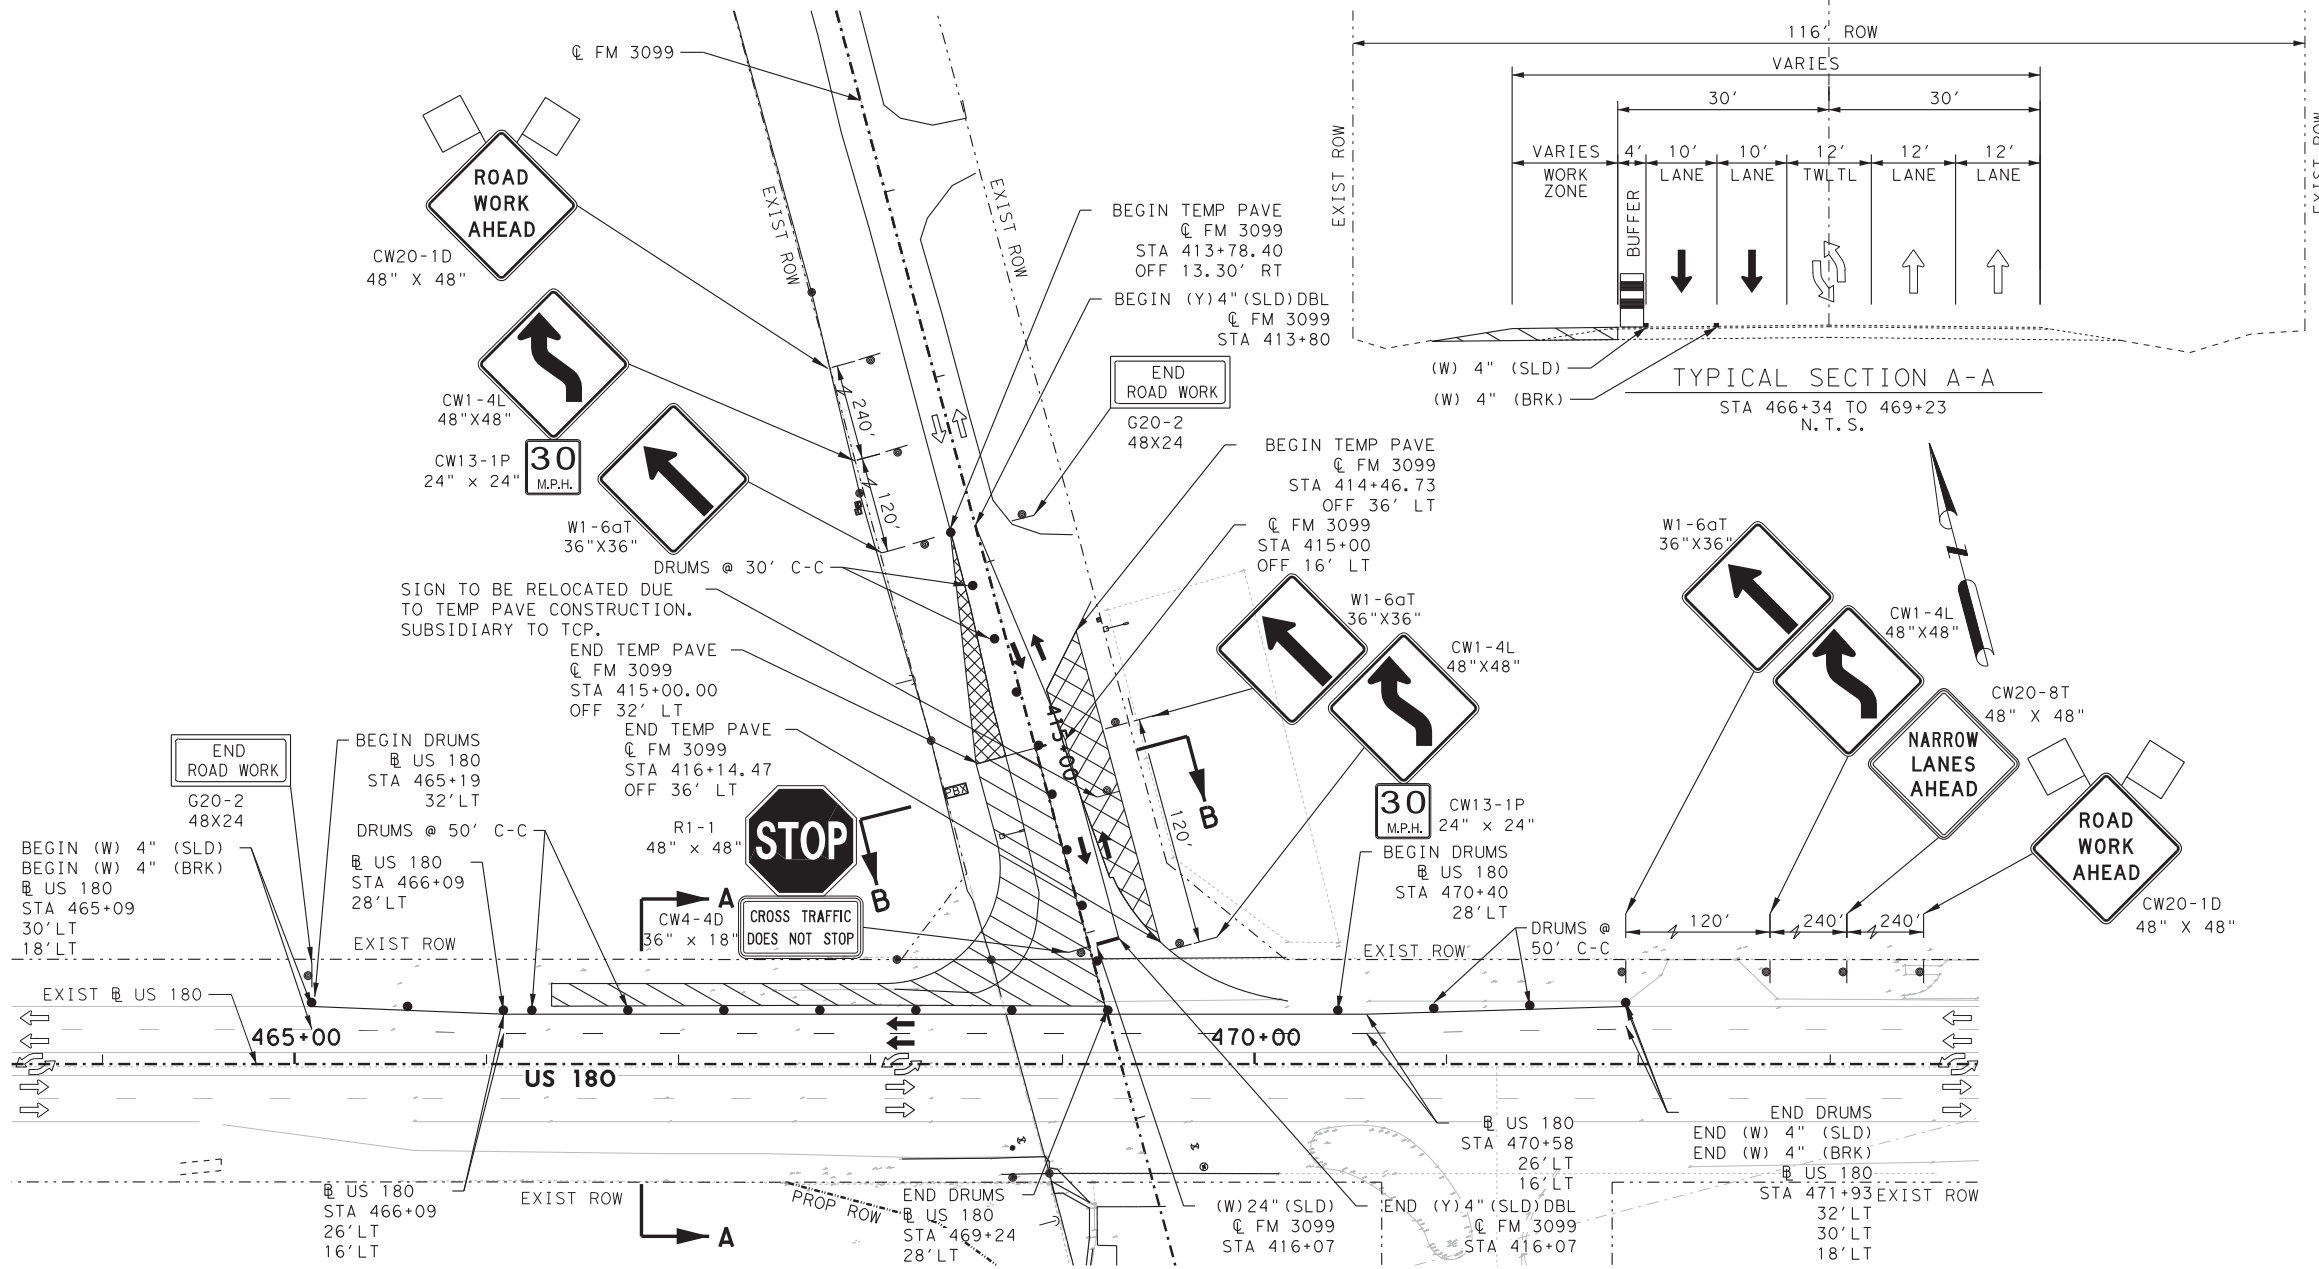 ℄ FM 3099
ROAD
WORK
AHEAD
CW20-1D
48" X 48"
CW1-4L
48"X48"
CW13-1P
24" x 24"
30
M.P.H.
W1-6aT
36"X36"
EXIST ROW
EXIST ROW
240'
120'
BEGIN TEMP PAVE
℄ FM 3099
STA 413+78.40
OFF 13.30' RT
BEGIN (Y)4"(SLD)DBL
℄ FM 3099
STA 413+80
END
ROAD WORK
G20-2
48X24
BEGIN TEMP PAVE
℄ FM 3099
STA 414+46.73
OFF 36' LT
℄ FM 3099
STA 415+00
OFF 16' LT
116' ROW
VARIES
30'
30'
VARIES
WORK
ZONE
4'
BUFFER
10'
LANE
10'
LANE
12'
TWLTL
12'
LANE
12'
LANE
EXIST ROW
EXIST ROW
(W) 4" (SLD)
(W) 4" (BRK)
TYPICAL SECTION A-A
STA 466+34 TO 469+23
N.T.S.
DRUMS @ 30' C-C
SIGN TO BE RELOCATED DUE
TO TEMP PAVE CONSTRUCTION.
SUBSIDIARY TO TCP.
END TEMP PAVE
℄ FM 3099
STA 415+00.00
OFF 32' LT
END TEMP PAVE
℄ FM 3099
STA 416+14.47
OFF 36' LT
415+00
PBX
W1-6aT
36"X36"
CW1-4L
48"X48"
30
M.P.H.
CW13-1P
24" x 24"
120'
B
B
W1-6aT
36"X36"
CW1-4L
48"X48"
CW20-8T
48" X 48"
NARROW
LANES
AHEAD
ROAD
WORK
AHEAD
CW20-1D
48" X 48"
120'
240'
240'
END
ROAD WORK
G20-2
48X24
BEGIN DRUMS
B̲L US 180
STA 465+19
32'LT
DRUMS @ 50' C-C
BEGIN (W) 4" (SLD)
BEGIN (W) 4" (BRK)
BL US 180
STA 465+09
30'LT
18'LT
BL US 180
STA 466+09
28'LT
EXIST ROW
R1-1
48" x 48"
STOP
CW4-4D
36" x 18"
CROSS TRAFFIC
DOES NOT STOP
A
BEGIN DRUMS
BL US 180
STA 470+40
28'LT
DRUMS @
50' C-C
EXIST ROW
EXIST BL US 180
465+00
US 180
470+00
BL US 180
STA 466+09
26'LT
16'LT
EXIST ROW
A
PROP ROW
END DRUMS
BL US 180
STA 469+24
28'LT
(W)24"(SLD)
℄ FM 3099
STA 416+07
END (Y)4"(SLD)DBL
℄ FM 3099
STA 416+07
BL US 180
STA 470+58
26'LT
16'LT
END DRUMS
END (W) 4" (SLD)
END (W) 4" (BRK)
BL US 180
STA 471+93
32'LT
30'LT
18'LT
EXIST ROW